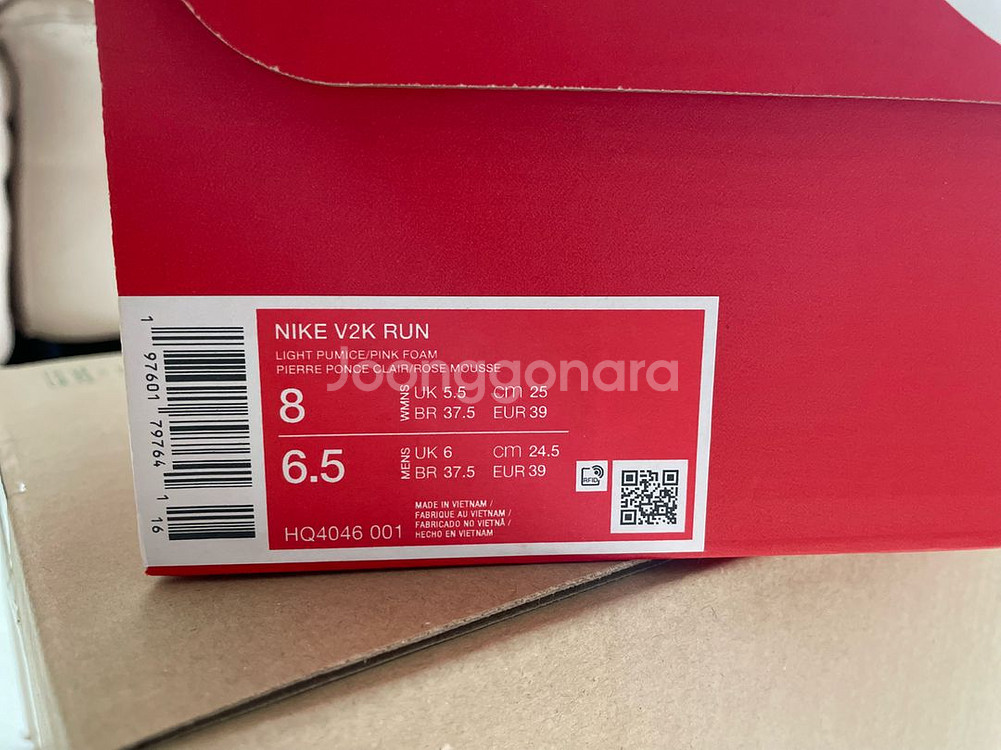 NIKE V2K RUN
LIGHT PUMICE/PINK FOAM
PIERRE PONCE CLAIR/ROSE MOUSSE
Joonggonara
8 WMNS UK 5.5 cm 25
BR 37.5 EUR 39
6.5 MENS UK 6 cm 24.5
BR 37.5 EUR 39
RFID
MADE IN VIETNAM /
FABRIQUE AU VIETNAM /
FABRICADO NO VIETNÃ /
HECHO EN VIETNAM
HQ4046 001
1 97601 79764 1 16